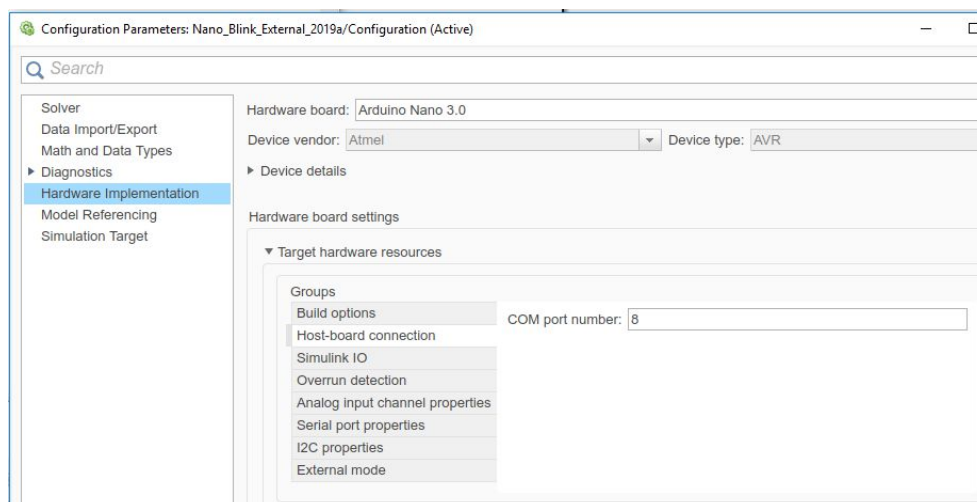 Configuration Parameters: Nano_Blink_External_2019a/Configuration (Active)
Search
Solver
Data Import/Export
Math and Data Types
Diagnostics
Hardware Implementation
Model Referencing
Simulation Target
Hardware board: Arduino Nano 3.0
Device vendor: Atmel Device type: AVR
Device details
Hardware board settings
Target hardware resources
Groups
Build options
Host-board connection
Simulink IO
Overrun detection
Analog input channel properties
Serial port properties
I2C properties
External mode
COM port number: 8